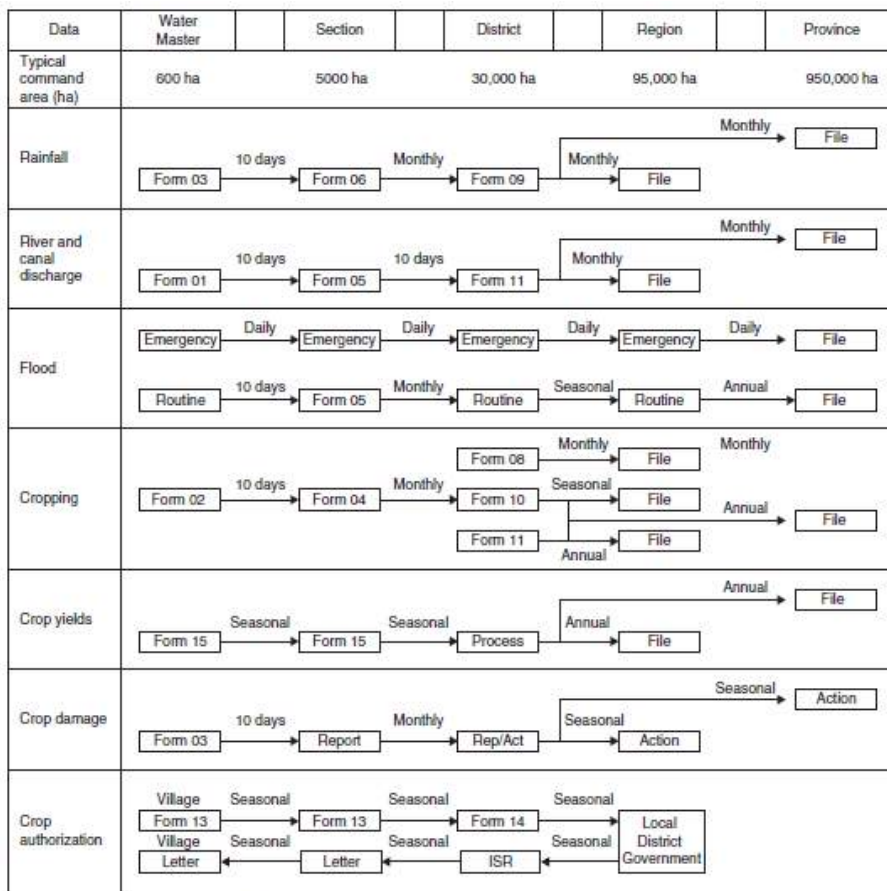 Data
Water
Master
Section
District
Region
Province
Typical
command
area (ha)
600 ha
5000 ha
30,000 ha
95,000 ha
950,000 ha
Rainfall
Monthly
File
10 days
Monthly
Monthly
Form 03
Form 06
Form 09
File
River and
canal
discharge
Monthly
File
10 days
10 days
Monthly
Form 01
Form 05
Form 11
File
Flood
Daily
Daily
Daily
Daily
Emergency
Emergency
Emergency
Emergency
File
10 days
Monthly
Seasonal
Annual
Routine
Form 05
Routine
Routine
File
Cropping
Monthly
Monthly
Form 08
File
10 days
Monthly
Seasonal
Form 02
Form 04
Form 10
File
Annual
File
Form 11
File
Annual
Crop yields
Annual
File
Seasonal
Seasonal
Annual
Form 15
Form 15
Process
File
Crop damage
Seasonal
Action
10 days
Monthly
Seasonal
Form 03
Report
Rep/Act
Action
Crop
authorization
Village
Seasonal
Seasonal
Seasonal
Form 13
Form 13
Form 14
Local
District
Government
Village
Seasonal
Seasonal
Seasonal
Letter
Letter
ISR